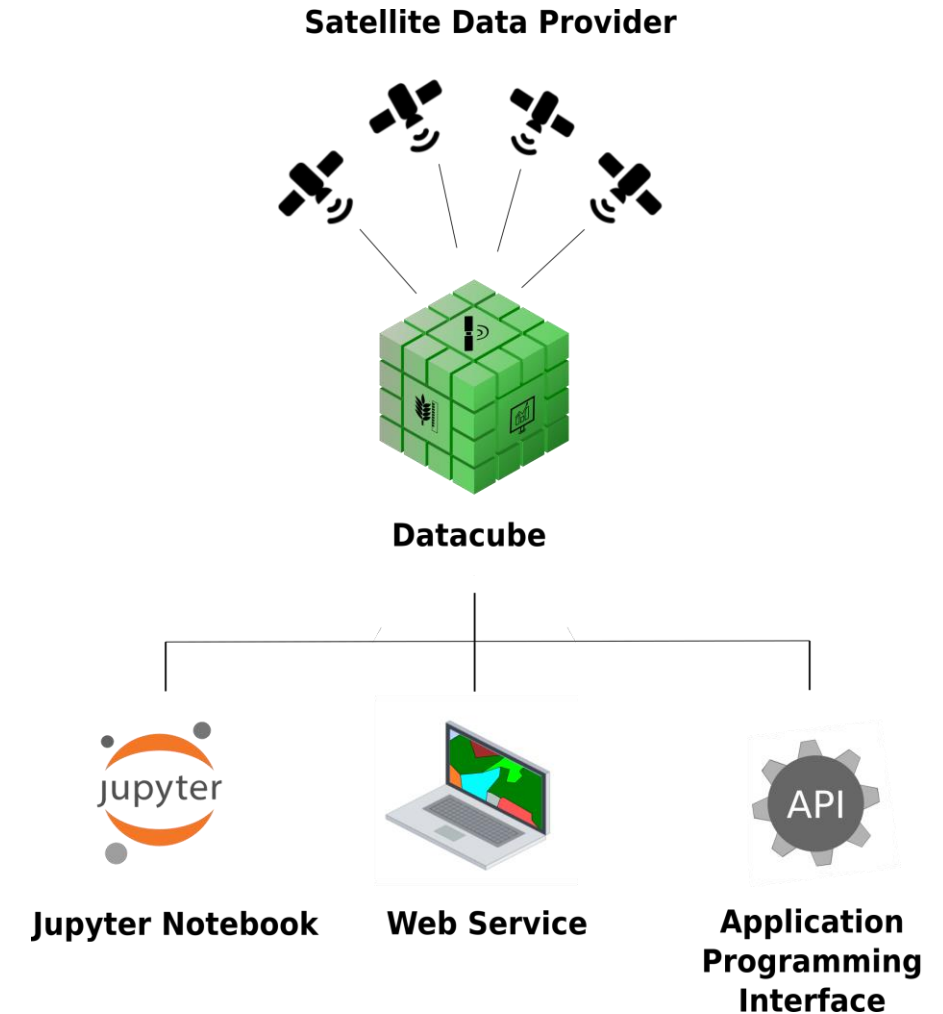 Satellite Data Provider
Datacube
jupyter
API
Jupyter Notebook
Web Service
Application
Programming
Interface